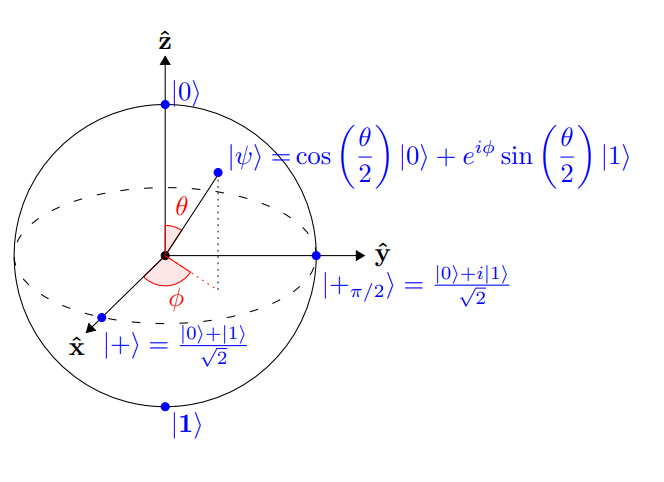 ẑ
|0⟩
|ψ⟩ = cos(θ/2)|0⟩ + e^{iϕ} sin(θ/2)|1⟩
θ
ŷ
|+_{π/2}⟩ = (|0⟩+i|1⟩)/√2
ϕ
x̂
|+⟩ = (|0⟩+|1⟩)/√2
|1⟩